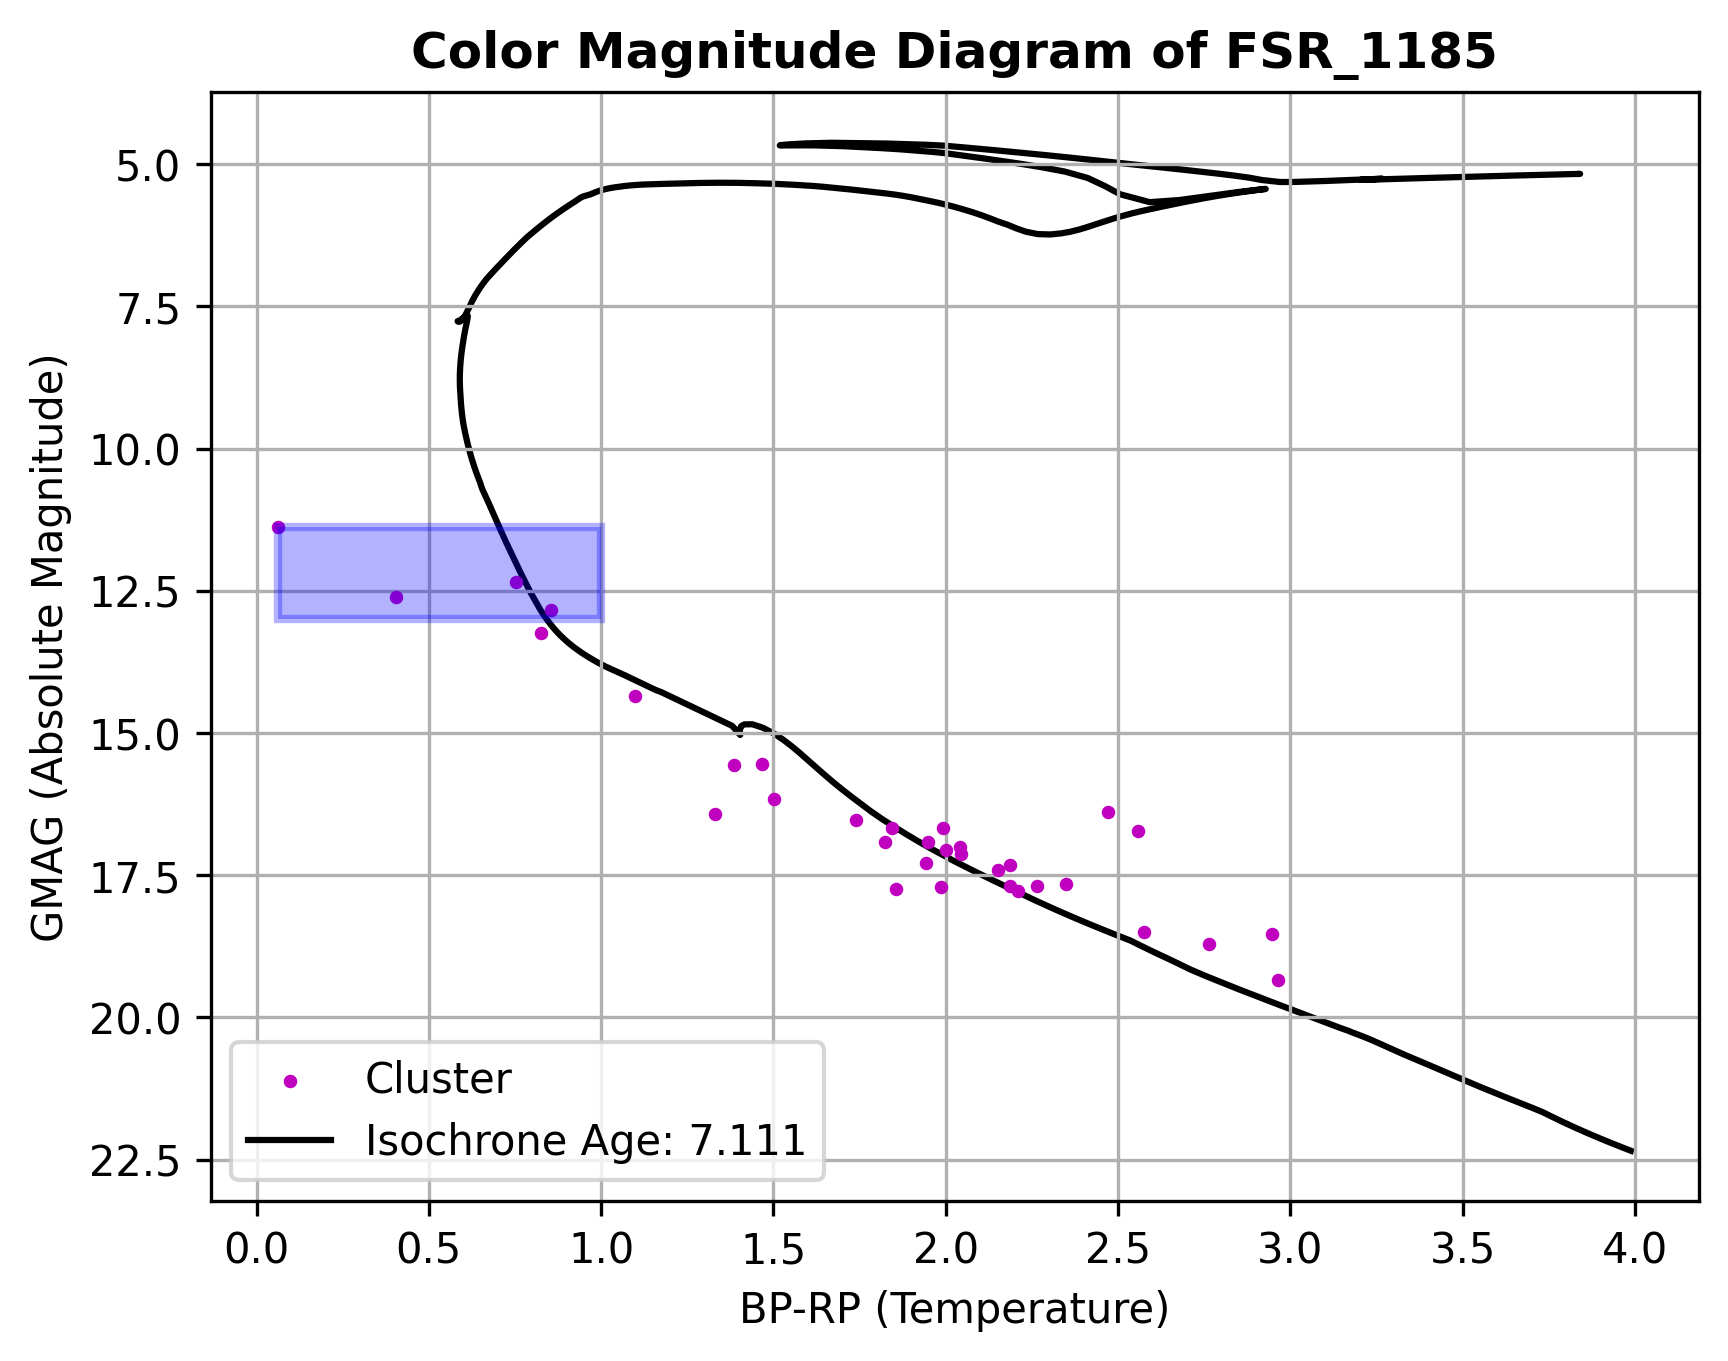 Color Magnitude Diagram of FSR_1185
GMAG (Absolute Magnitude)
5.0
7.5
10.0
12.5
15.0
17.5
20.0
22.5
Cluster
Isochrone Age: 7.111
0.0 0.5 1.0 1.5 2.0 2.5 3.0 3.5 4.0
BP-RP (Temperature)